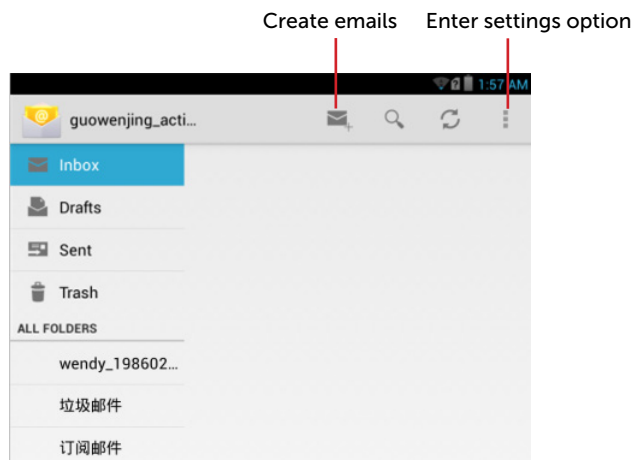 Create emails Enter settings option
1:57 AM
guowenjing_acti...
Inbox
Drafts
Sent
Trash
ALL FOLDERS
wendy_198602...
垃圾邮件
订阅邮件